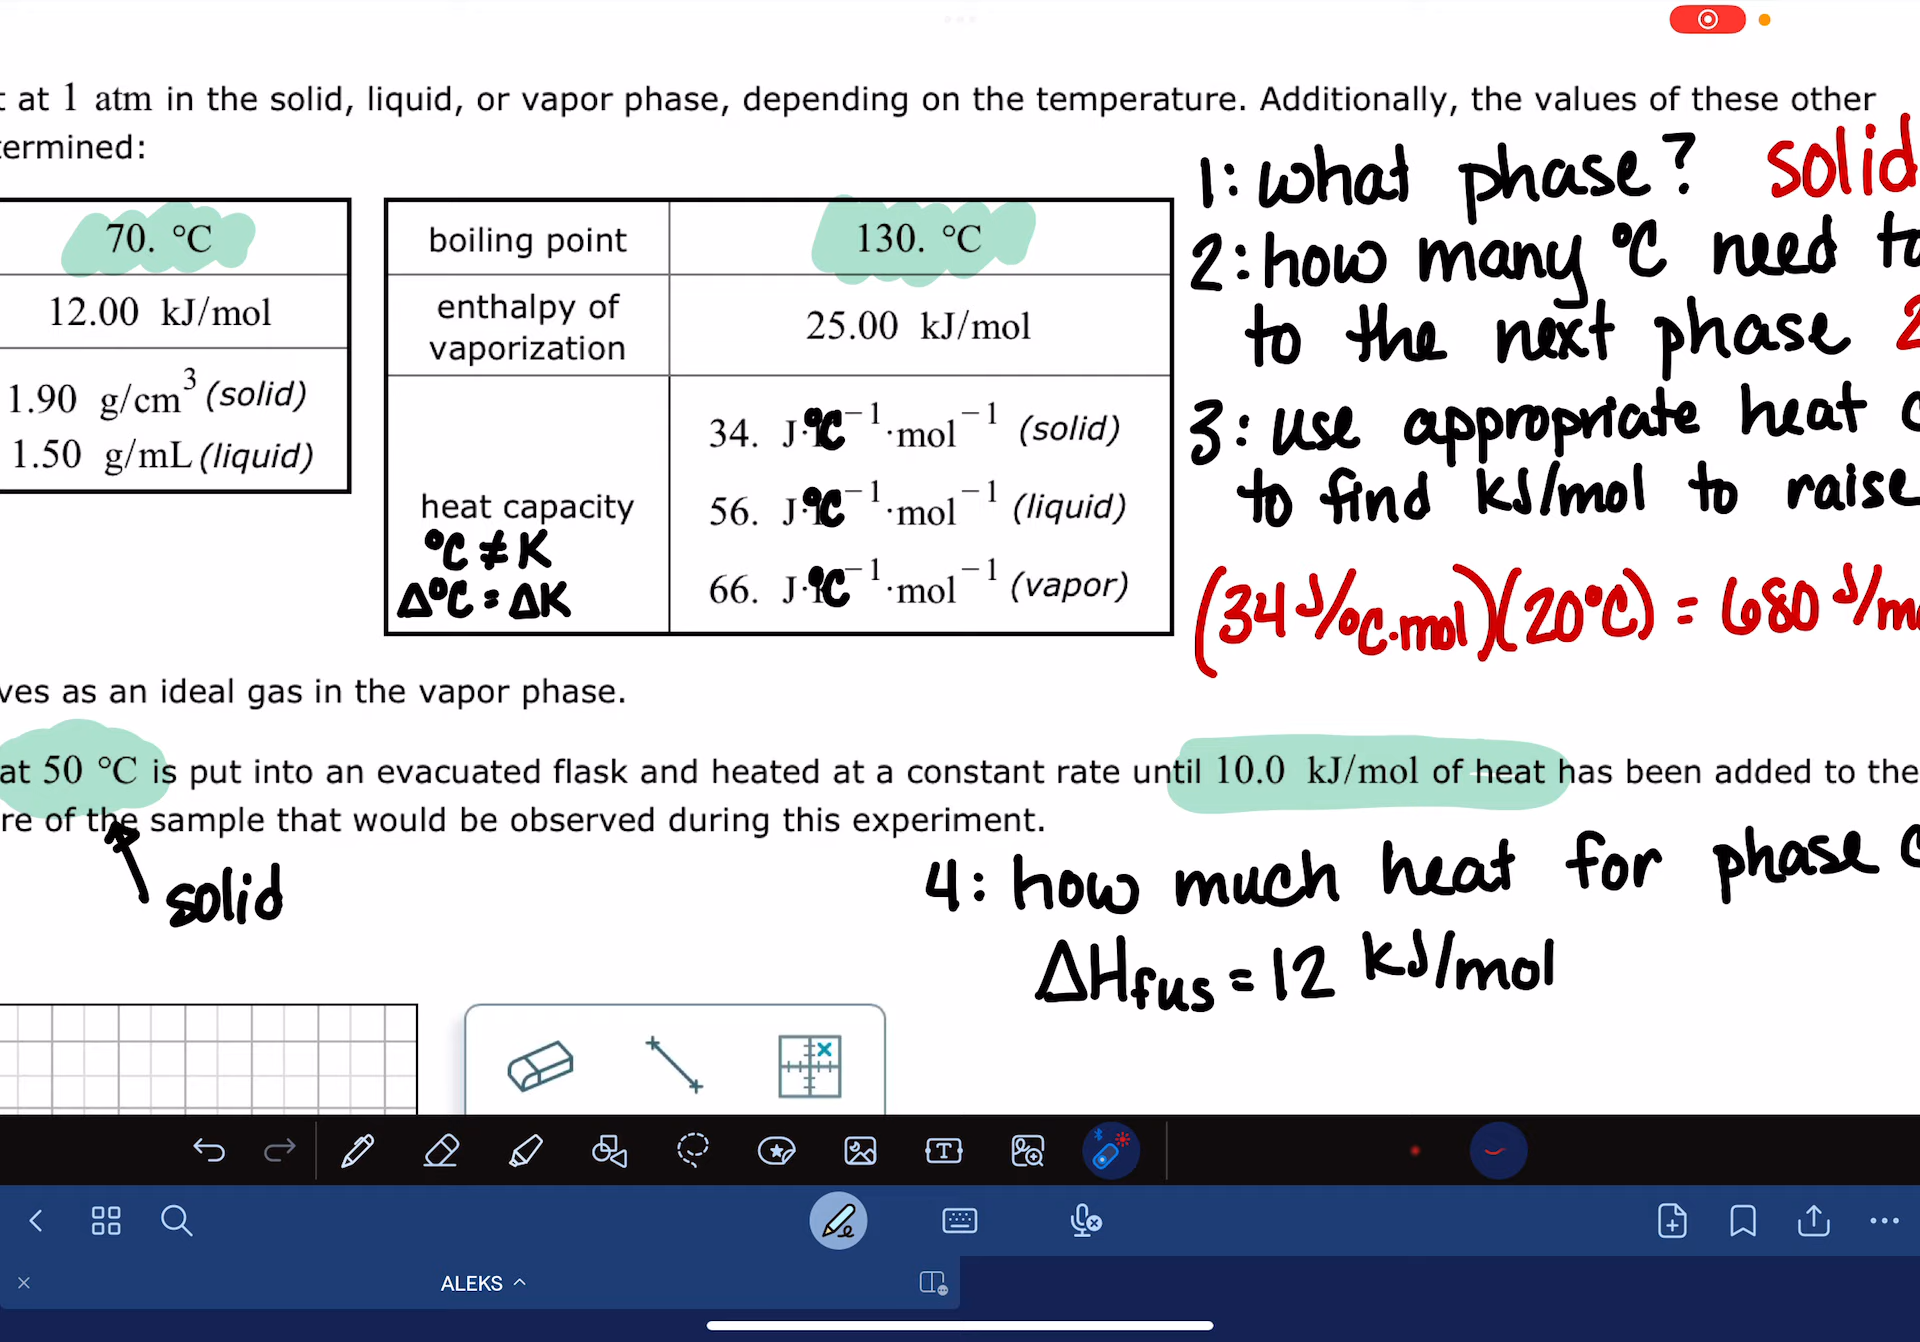 at 1 atm in the solid, liquid, or vapor phase, depending on the temperature. Additionally, the values of these other
termined:
70. °C
12.00 kJ/mol
1.90 g/cm³ (solid)
1.50 g/mL (liquid)
boiling point 130. °C
enthalpy of
vaporization
25.00 kJ/mol
heat capacity
°C ≠ K
Δ°C = ΔK
34. J·°C⁻¹·mol⁻¹ (solid)
56. J·°C⁻¹·mol⁻¹ (liquid)
66. J·°C⁻¹·mol⁻¹ (vapor)
1: what phase? solid
2: how many °C need to
to the next phase 2
3: use appropriate heat c
to find kJ/mol to raise
(34 J/°C·mol)(20°C) = 680 J/mo
ves as an ideal gas in the vapor phase.
at 50 °C is put into an evacuated flask and heated at a constant rate until 10.0 kJ/mol of heat has been added to the
re of the sample that would be observed during this experiment.
solid
4: how much heat for phase c
ΔHfus = 12 kJ/mol
ALEKS